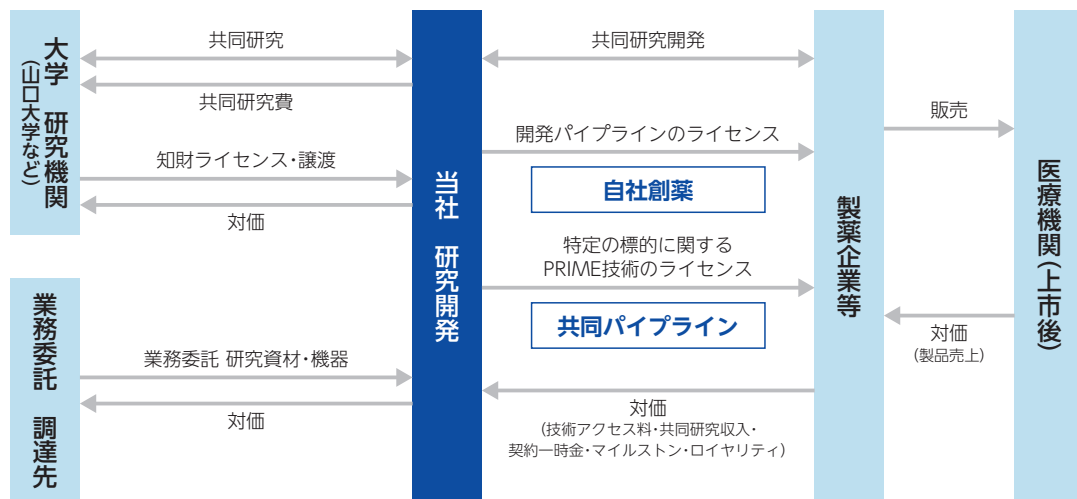 大学 研究機関
(山口大学など)
共同研究
共同研究費
知財ライセンス・譲渡
対価
業務委託 調達先
業務委託 研究資材・機器
対価
当社 研究開発
共同研究開発
開発パイプラインのライセンス
自社創薬
特定の標的に関する
PRIME技術のライセンス
共同パイプライン
対価
(技術アクセス料・共同研究収入・
契約一時金・マイルストン・ロイヤリティ)
製薬企業等
販売
対価
(製品売上)
医療機関(上市後)